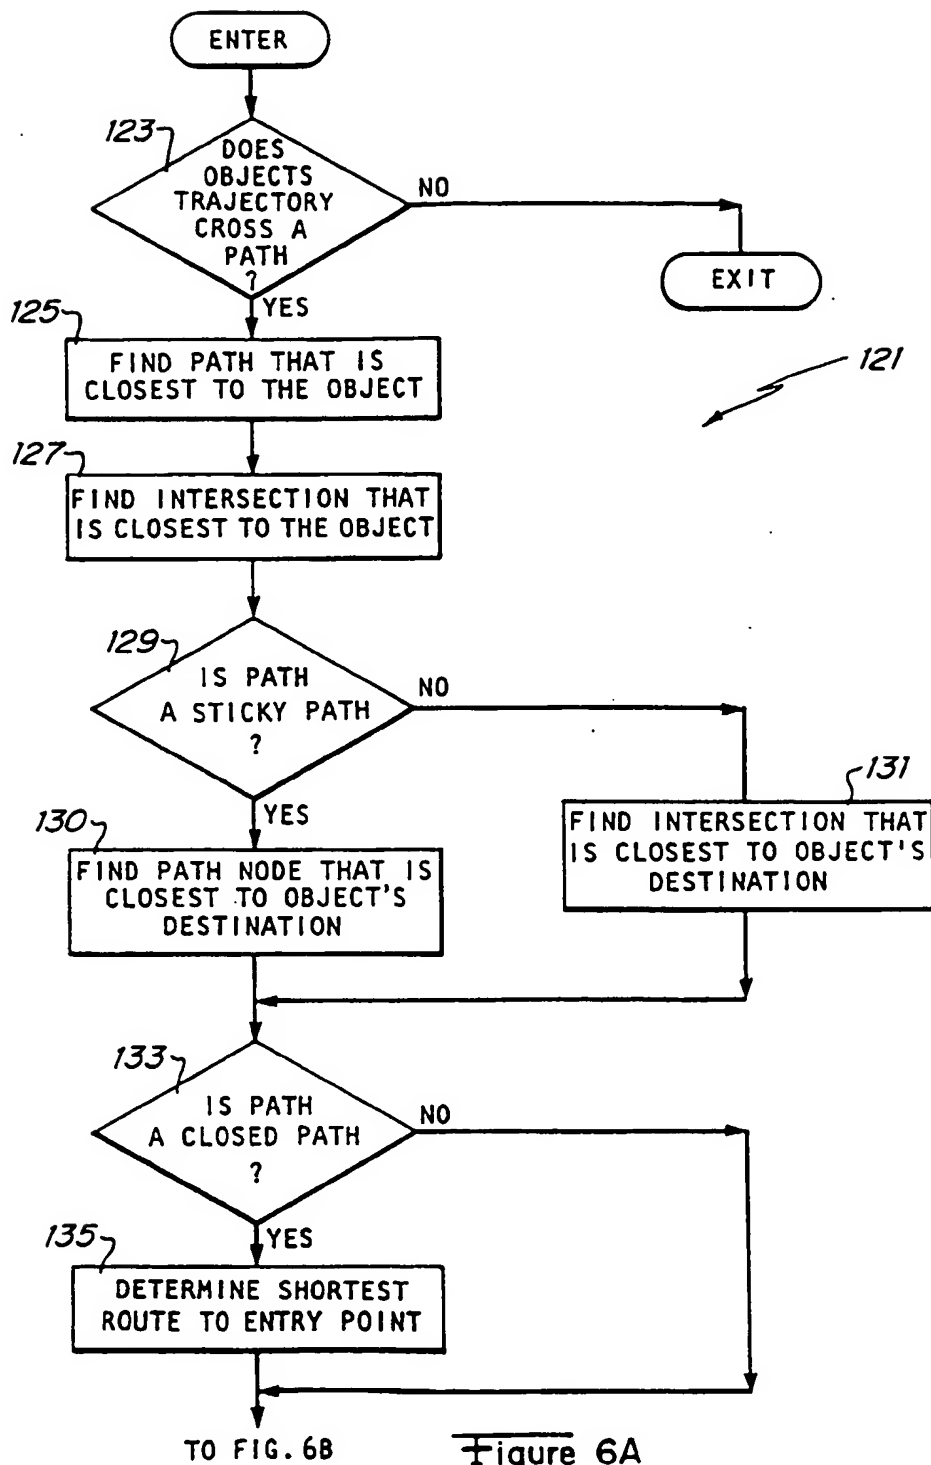 ENTER
123
DOES
OBJECTS
TRAJECTORY
CROSS A
PATH
?
NO
EXIT
YES
125
FIND PATH THAT IS
CLOSEST TO THE OBJECT
121
127
FIND INTERSECTION THAT
IS CLOSEST TO THE OBJECT
129
IS PATH
A STICKY PATH
?
NO
YES
131
FIND INTERSECTION THAT
IS CLOSEST TO OBJECT'S
DESTINATION
130
FIND PATH NODE THAT IS
CLOSEST TO OBJECT'S
DESTINATION
133
IS PATH
A CLOSED PATH
?
NO
YES
135
DETERMINE SHORTEST
ROUTE TO ENTRY POINT
TO FIG. 6B
Figure 6A